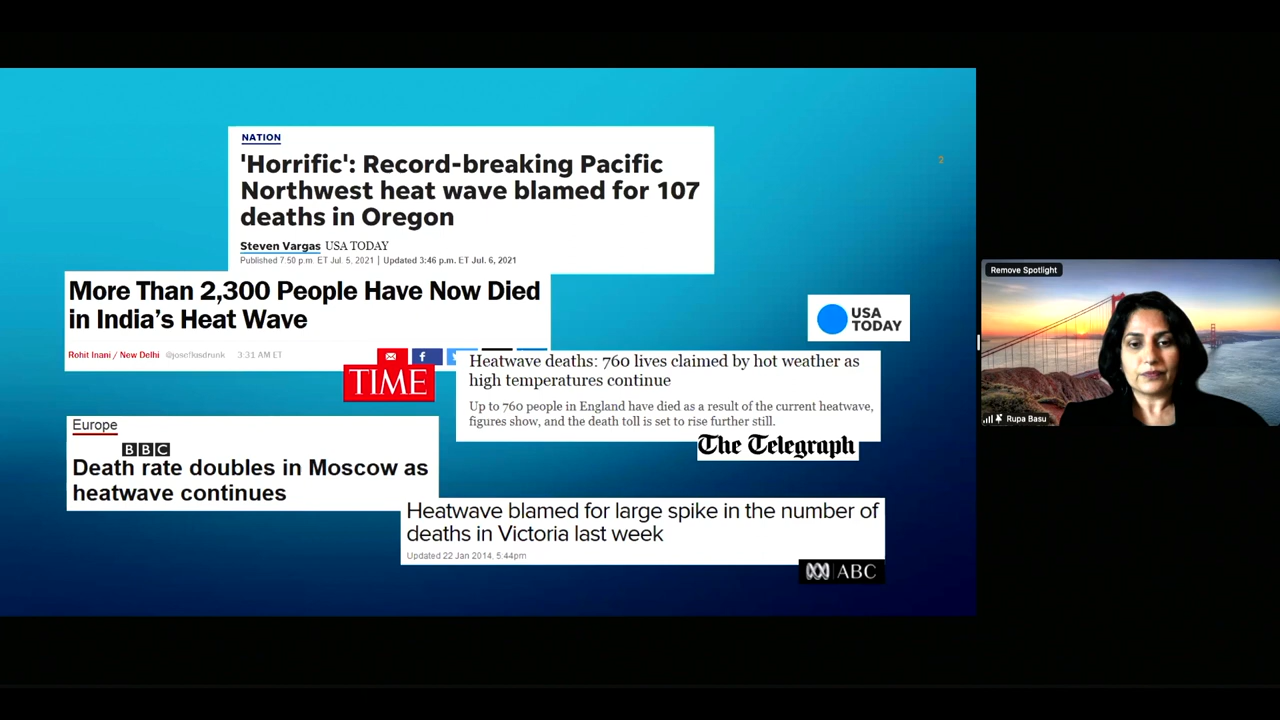 NATION
'Horrific': Record-breaking Pacific
Northwest heat wave blamed for 107
deaths in Oregon
Steven Vargas USA TODAY
Published 7:50 p.m. ET Jul. 5, 2021 | Updated 3:46 p.m. ET Jul. 6, 2021
2
More Than 2,300 People Have Now Died
in India's Heat Wave
Rohit Inani / New Delhi @josefkisdrunk 3:31 AM ET
TIME
USA
TODAY
Heatwave deaths: 760 lives claimed by hot weather as
high temperatures continue
Up to 760 people in England have died as a result of the current heatwave,
figures show, and the death toll is set to rise further still.
The Telegraph
Europe
BBC
Death rate doubles in Moscow as
heatwave continues
Heatwave blamed for large spike in the number of
deaths in Victoria last week
Updated 22 Jan 2014, 5:44pm
ABC
Remove Spotlight
Rupa Basu